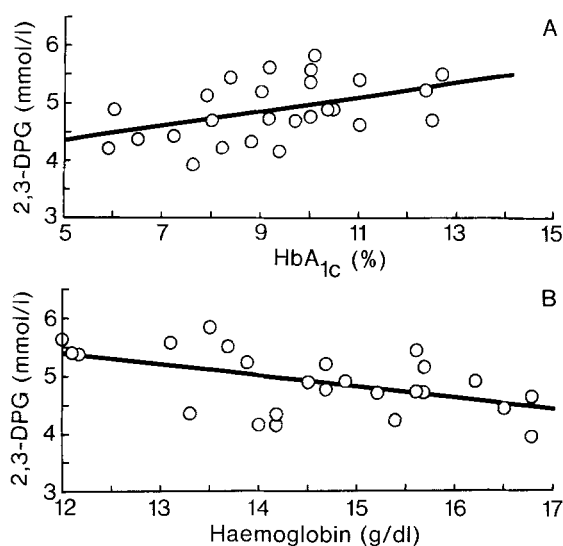 A
2,3-DPG (mmol/l)
6
5
4
3
5 7 9 11 13 15
HbA1c (%)
B
2,3-DPG (mmol/l)
6
5
4
3
12 13 14 15 16 17
Haemoglobin (g/dl)